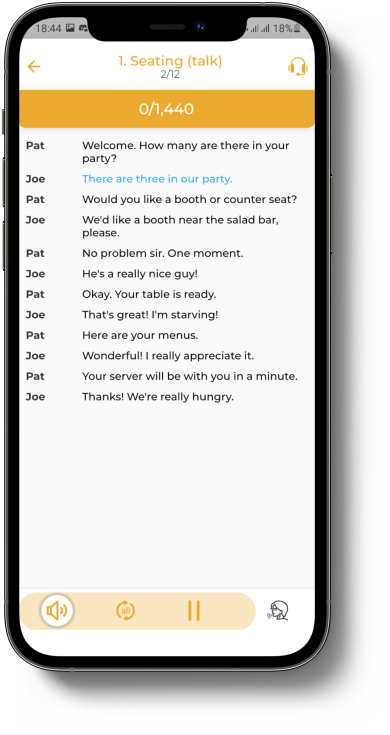 18:44 18%
1. Seating (talk)
2/12
0/1,440
Pat Welcome. How many are there in your
party?
Joe There are three in our party.
Pat Would you like a booth or counter seat?
Joe We'd like a booth near the salad bar,
please.
Pat No problem sir. One moment.
Joe He's a really nice guy!
Pat Okay. Your table is ready.
Joe That's great! I'm starving!
Pat Here are your menus.
Joe Wonderful! I really appreciate it.
Pat Your server will be with you in a minute.
Joe Thanks! We're really hungry.
all